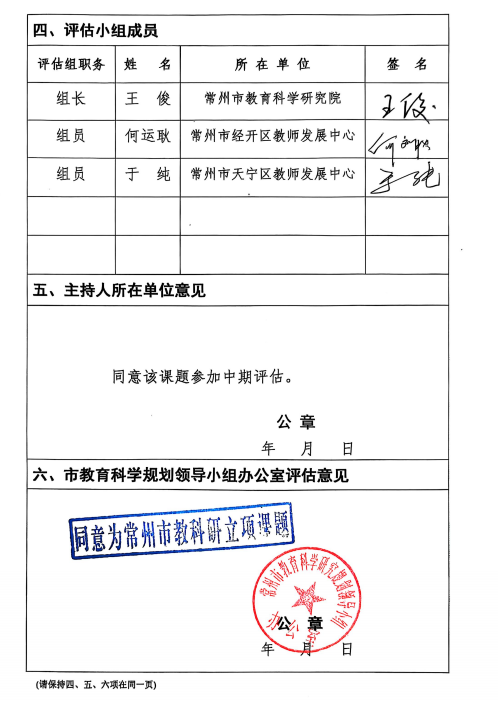 四、评估小组成员
评估组职务 姓 名 所 在 单 位 签 名
组长 王 俊 常州市教育科学研究院 王俊
组员 何运耿 常州市经开区教师发展中心
组员 于 纯 常州市天宁区教师发展中心 于纯
五、主持人所在单位意见
同意该课题参加中期评估。
公 章
年 月 日
六、市教育科学规划领导小组办公室评估意见
同意为常州市教科研立项课题
常州市教育科学研究规划领导小组
办公室
公 章
年 月 日
(请保持四、五、六项在同一页)